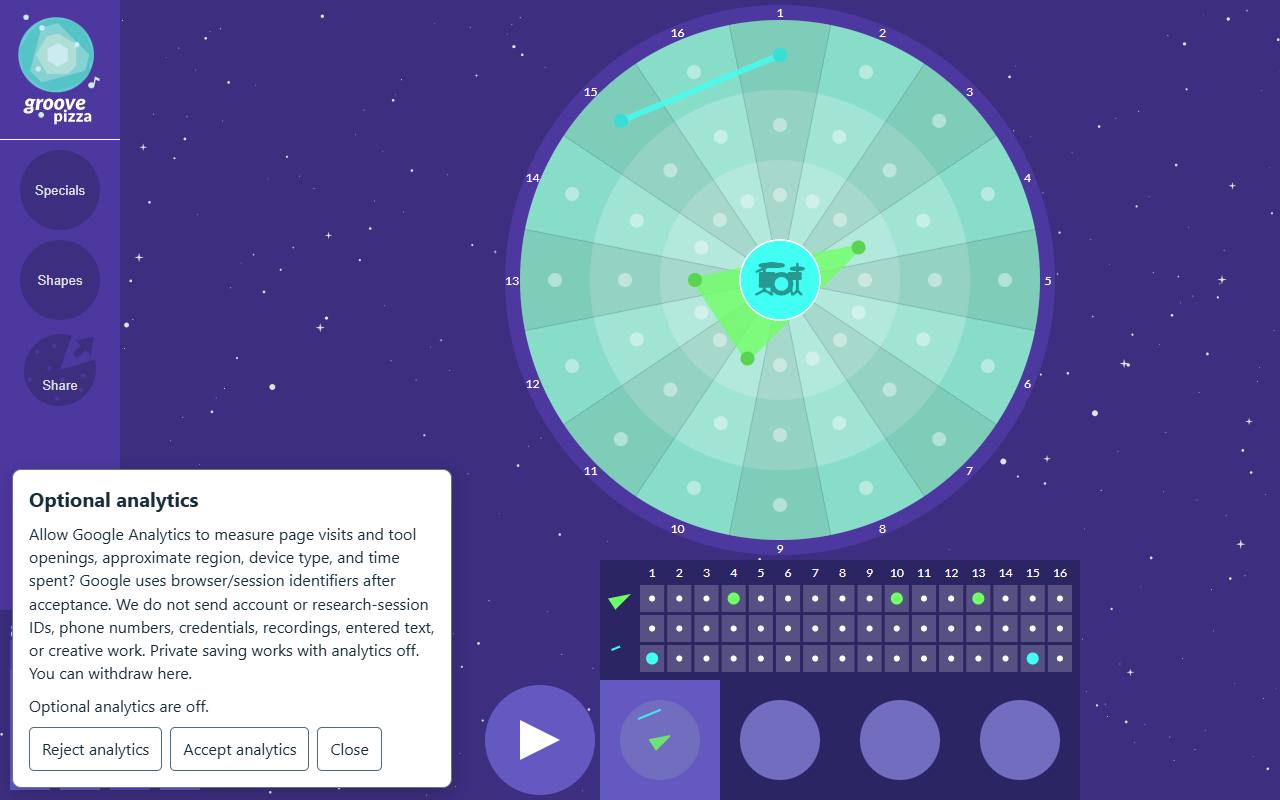 groove
pizza
Specials
Shapes
Share
1
2
3
4
5
6
7
8
9
10
11
12
13
14
15
16
1 2 3 4 5 6 7 8 9 10 11 12 13 14 15 16
Optional analytics
Allow Google Analytics to measure page visits and tool
openings, approximate region, device type, and time
spent? Google uses browser/session identifiers after
acceptance. We do not send account or research-session
IDs, phone numbers, credentials, recordings, entered text,
or creative work. Private saving works with analytics off.
You can withdraw here.
Optional analytics are off.
Reject analytics
Accept analytics
Close